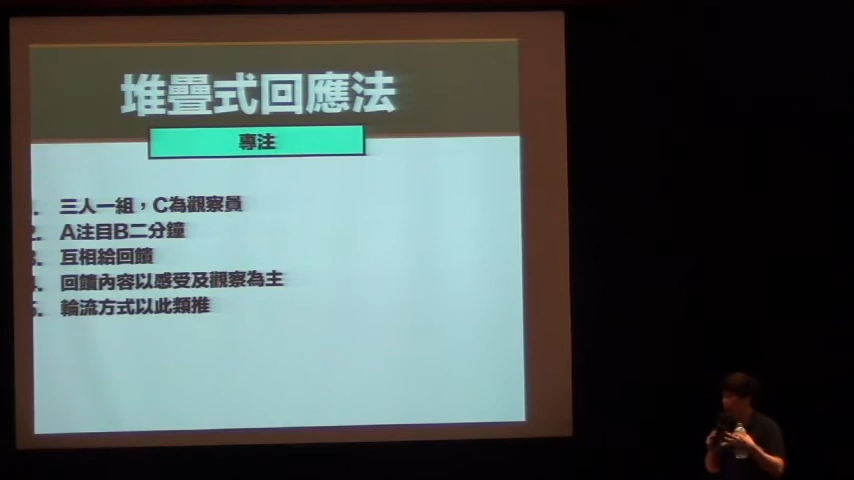 堆疊式回應法
專注
三人一組，C為觀察員
2. A注目B二分鐘
3. 互相給回饋
4. 回饋內容以感受及觀察為主
5. 輪流方式以此類推